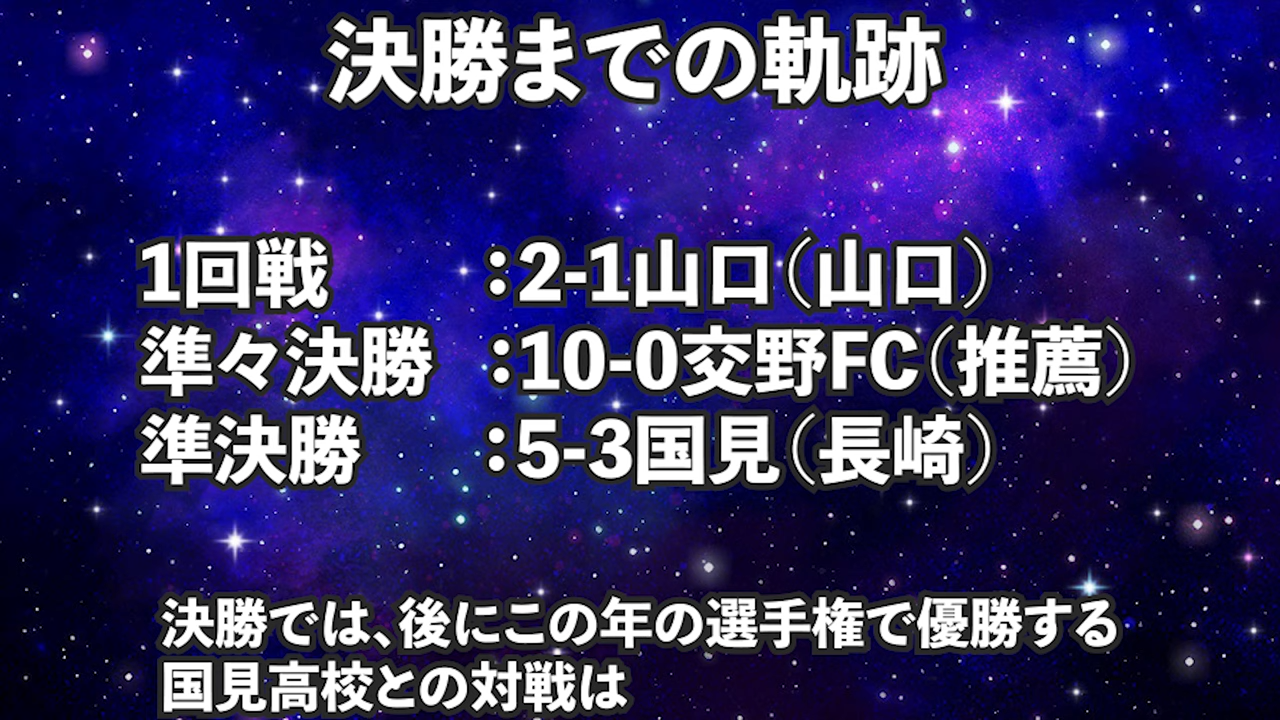 決勝までの軌跡
1回戦 :2-1山口(山口)
準々決勝 :10-0交野FC(推薦)
準決勝 :5-3国見(長崎)
決勝では、後にこの年の選手権で優勝する
国見高校との対戦は